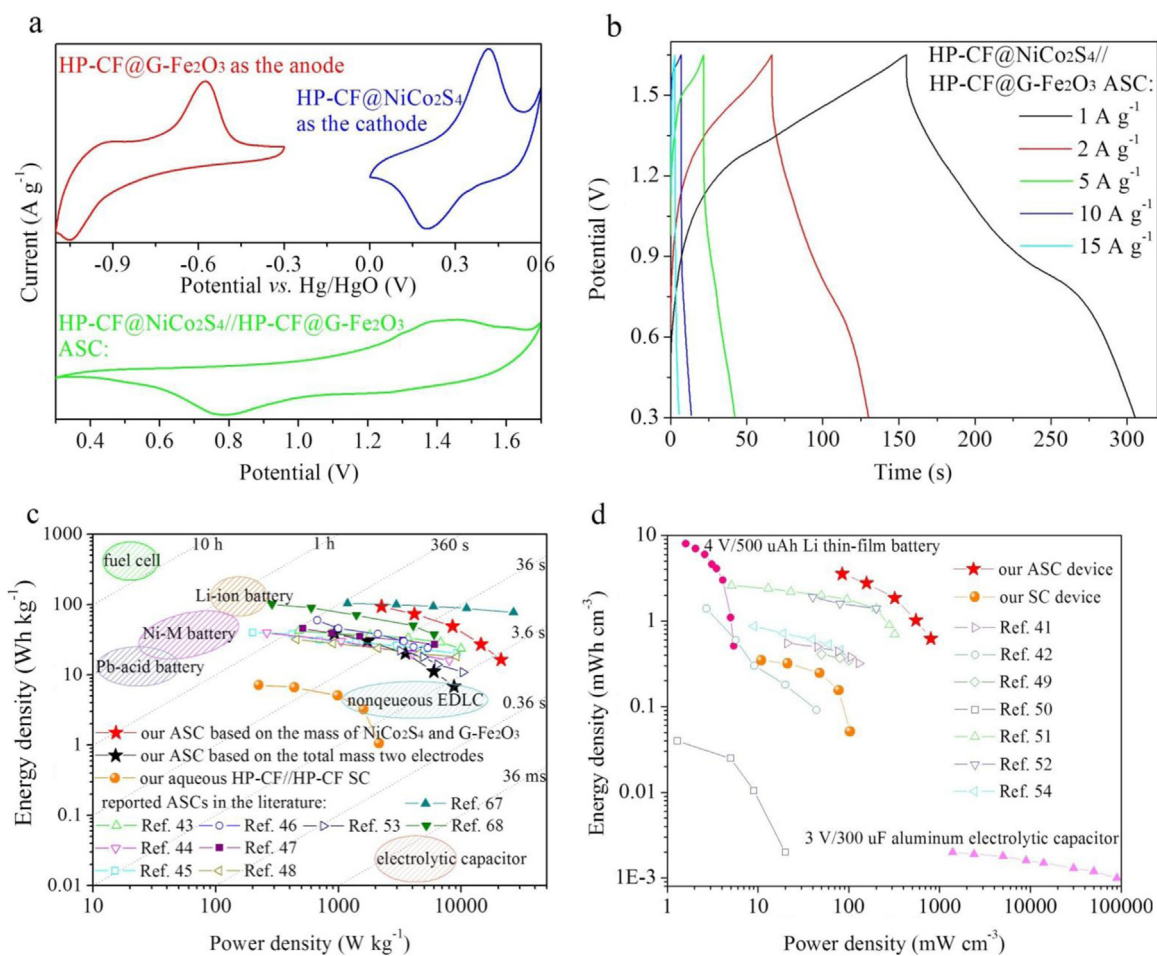 a
HP-CF@G-Fe2O3 as the anode
HP-CF@NiCo2S4
as the cathode
Current (A g-1)
-0.9 -0.6 -0.3 0.0 0.3 0.6
Potential vs. Hg/HgO (V)
HP-CF@NiCo2S4//HP-CF@G-Fe2O3
ASC:
0.4 0.6 0.8 1.0 1.2 1.4 1.6
Potential (V)
b
HP-CF@NiCo2S4//
HP-CF@G-Fe2O3 ASC:
1 A g-1
2 A g-1
5 A g-1
10 A g-1
15 A g-1
Potential (V)
1.5
1.2
0.9
0.6
0.3
0 50 100 150 200 250 300
Time (s)
c
Energy density (Wh kg-1)
1000
100
10
1
0.1
0.01
fuel cell
Li-ion battery
Ni-M battery
Pb-acid battery
10 h
1 h
360 s
36 s
3.6 s
0.36 s
36 ms
nonqeueous EDLC
our ASC based on the mass of NiCo2S4 and G-Fe2O3
our ASC based on the total mass two electrodes
our aqueous HP-CF//HP-CF SC
reported ASCs in the literature:
Ref. 67
Ref. 43 Ref. 46 Ref. 53 Ref. 68
Ref. 44 Ref. 47
Ref. 45 Ref. 48
electrolytic capacitor
10 100 1000 10000
Power density (W kg-1)
d
Energy density (mWh cm-3)
10
1
0.1
0.01
1E-3
4 V/500 uAh Li thin-film battery
our ASC device
our SC device
Ref. 41
Ref. 42
Ref. 49
Ref. 50
Ref. 51
Ref. 52
Ref. 54
3 V/300 uF aluminum electrolytic capacitor
1 10 100 1000 10000 100000
Power density (mW cm-3)